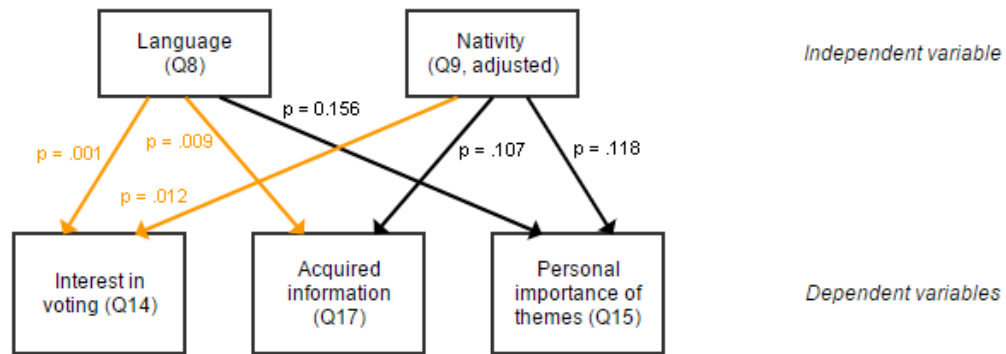 Language
(Q8)
Nativity
(Q9, adjusted)
Independent variable
p = 0.156
p = .001
p = .009
p = .107
p = .118
p = .012
Interest in
voting (Q14)
Acquired
information
(Q17)
Personal
importance of
themes (Q15)
Dependent variables